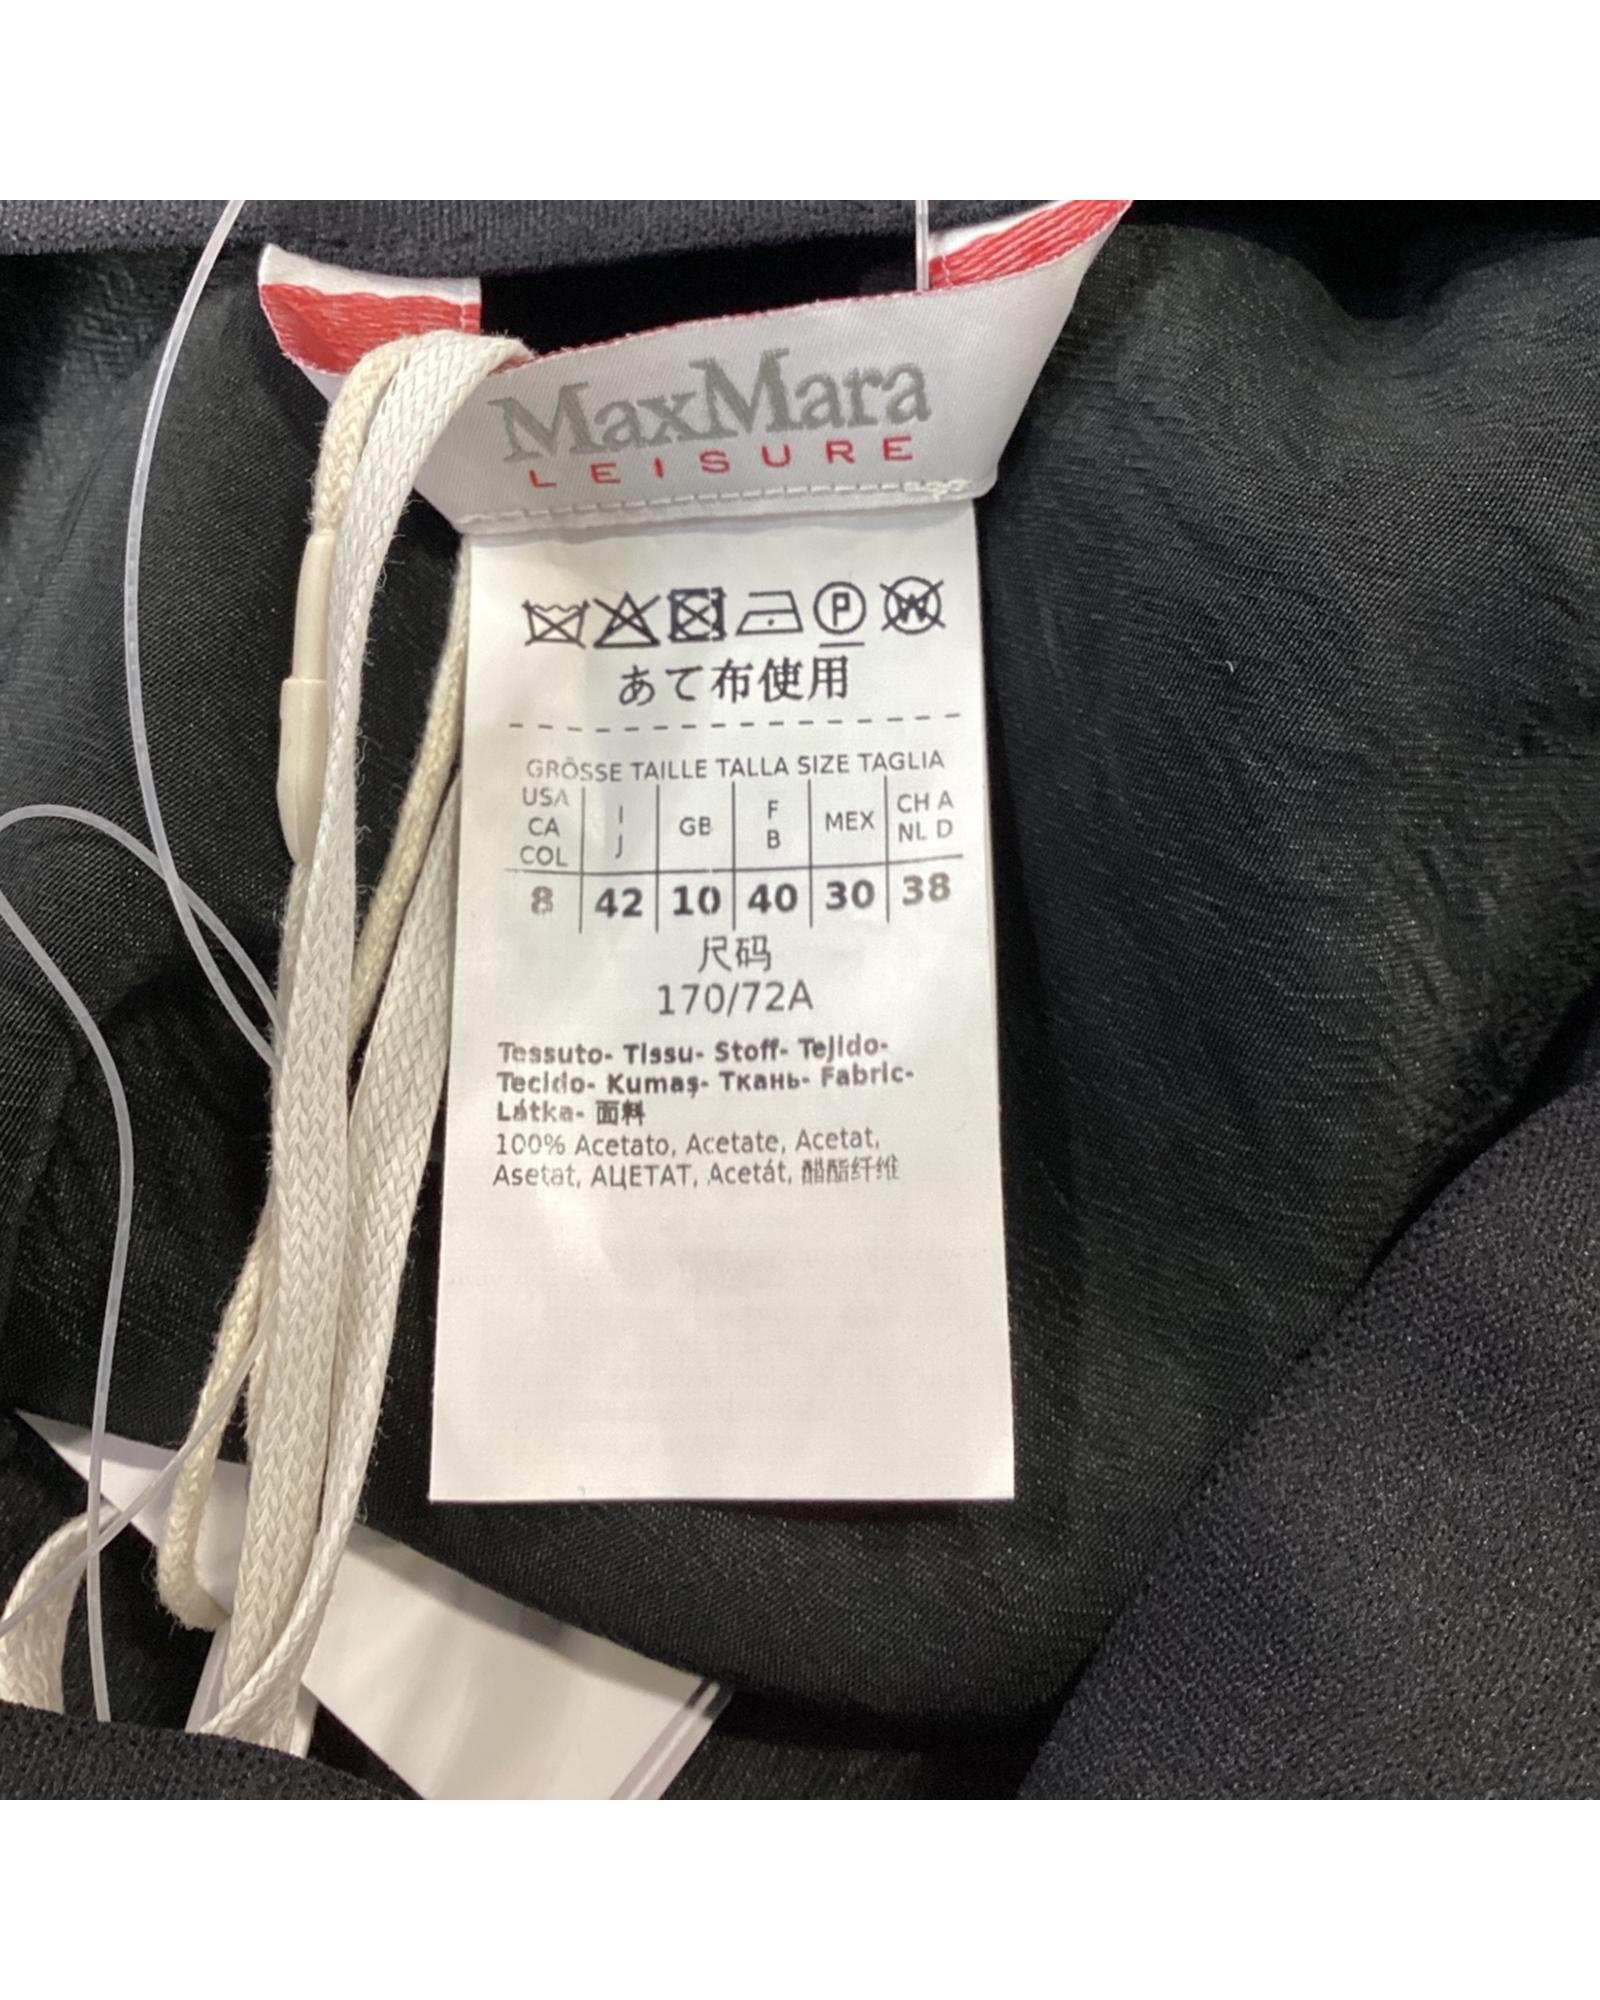 MaxMara
LEISURE
P W
あて布使用
GRÖSSE TAILLE TALLA SIZE TAGLIA
USA CA COL | I J | GB | F B | MEX | CH A NL D
8 | 42 | 10 | 40 | 30 | 38
尺码
170/72A
Tessuto- Tissu- Stoff- Tejido-
Tecido- Kumaş- Ткань- Fabric-
Látka- 面料
100% Acetato, Acetate, Acetat,
Asetat, АЦЕТАТ, Acetát, 醋酯纤维